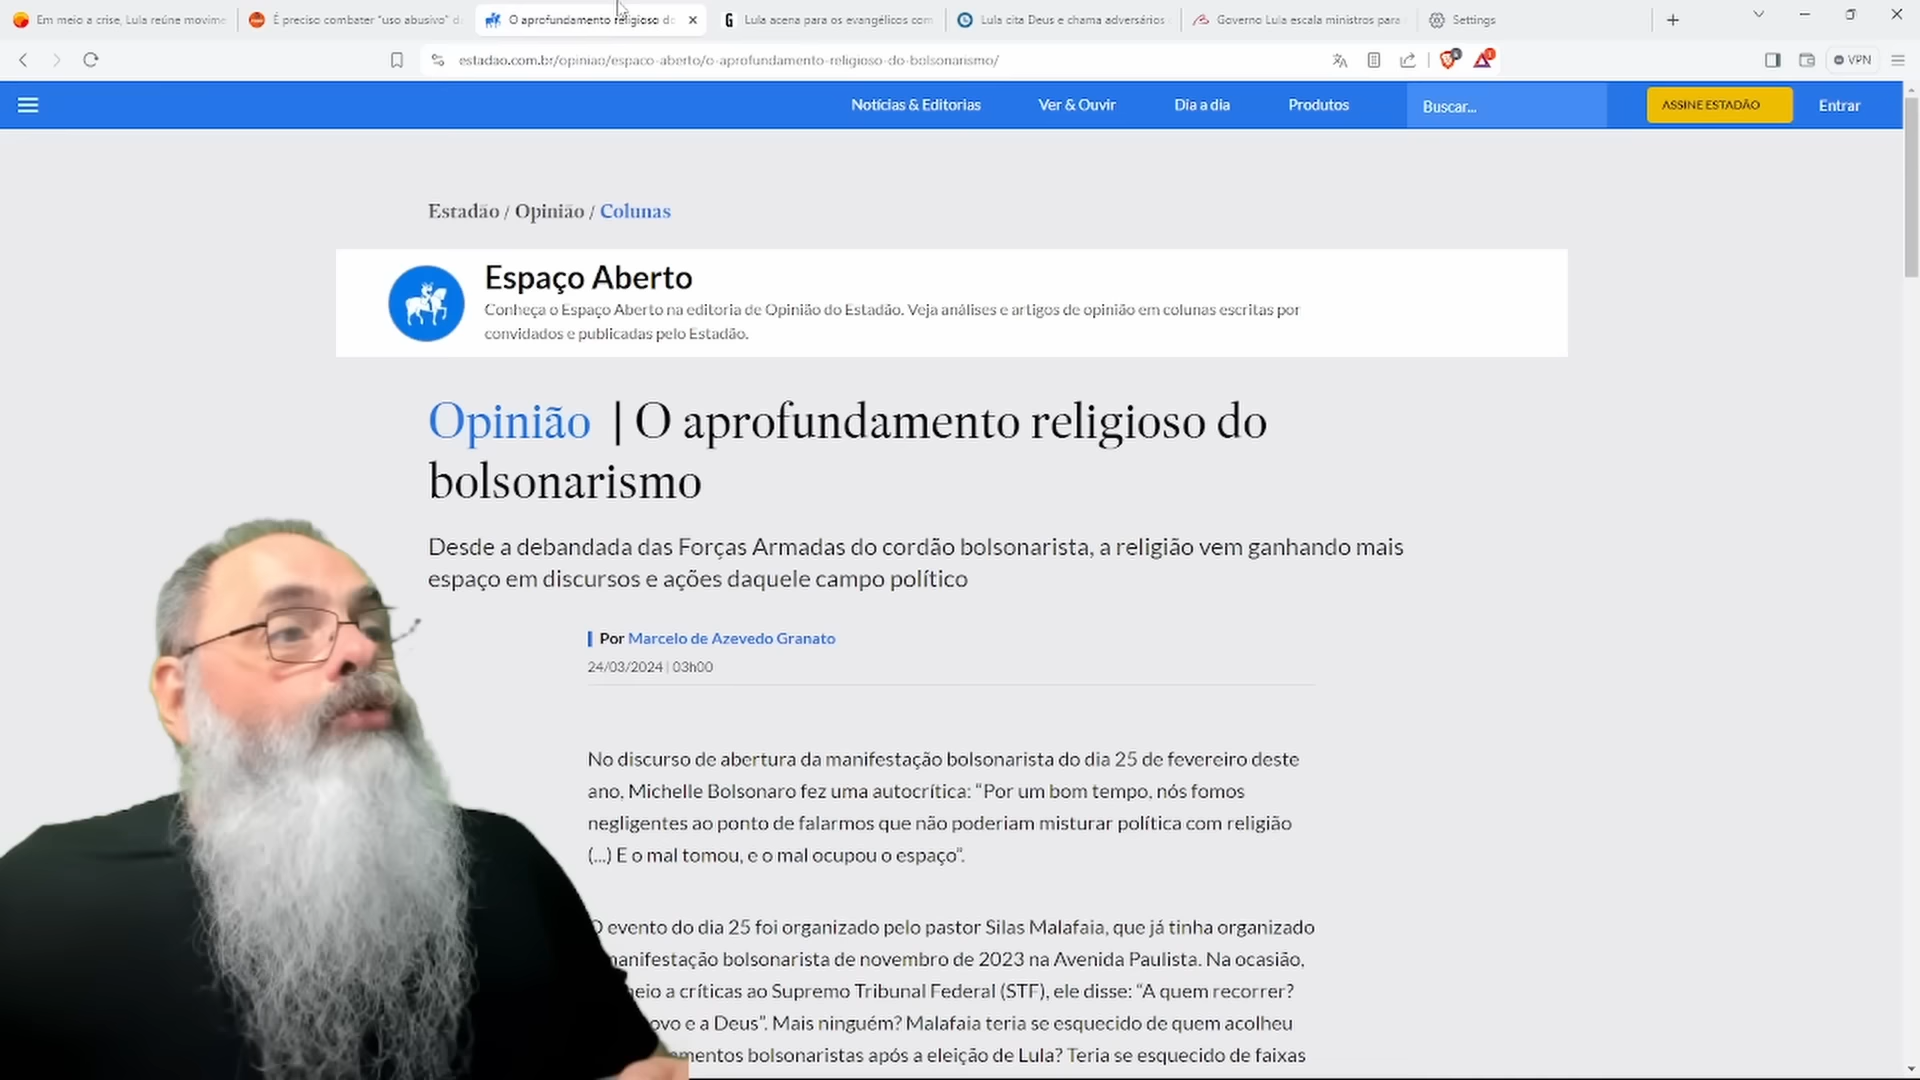 Em meio a crise, Lula reúne movime
É preciso combater "uso abusivo" d
O aprofundamento religioso do
Lula acena para os evangélicos com
Lula cita Deus e chama adversários
Governo Lula escala ministros para
Settings
estadao.com.br/opiniao/espaco-aberto/o-aprofundamento-religioso-do-bolsonarismo/
VPN
Notícias & Editorias
Ver & Ouvir
Dia a dia
Produtos
Buscar...
ASSINE ESTADÃO
Entrar
Estadão / Opinião / Colunas
Espaço Aberto
Conheça o Espaço Aberto na editoria de Opinião do Estadão. Veja análises e artigos de opinião em colunas escritas por
convidados e publicadas pelo Estadão.
Opinião | O aprofundamento religioso do
bolsonarismo
Desde a debandada das Forças Armadas do cordão bolsonarista, a religião vem ganhando mais
espaço em discursos e ações daquele campo político
Por Marcelo de Azevedo Granato
24/03/2024 | 03h00
No discurso de abertura da manifestação bolsonarista do dia 25 de fevereiro deste
ano, Michelle Bolsonaro fez uma autocrítica: “Por um bom tempo, nós fomos
negligentes ao ponto de falarmos que não poderiam misturar política com religião
(...) E o mal tomou, e o mal ocupou o espaço”.
O evento do dia 25 foi organizado pelo pastor Silas Malafaia, que já tinha organizado
manifestação bolsonarista de novembro de 2023 na Avenida Paulista. Na ocasião,
meio a críticas ao Supremo Tribunal Federal (STF), ele disse: “A quem recorrer?
ovo e a Deus”. Mais ninguém? Malafaia teria se esquecido de quem acolheu
mentos bolsonaristas após a eleição de Lula? Teria se esquecido de faixas